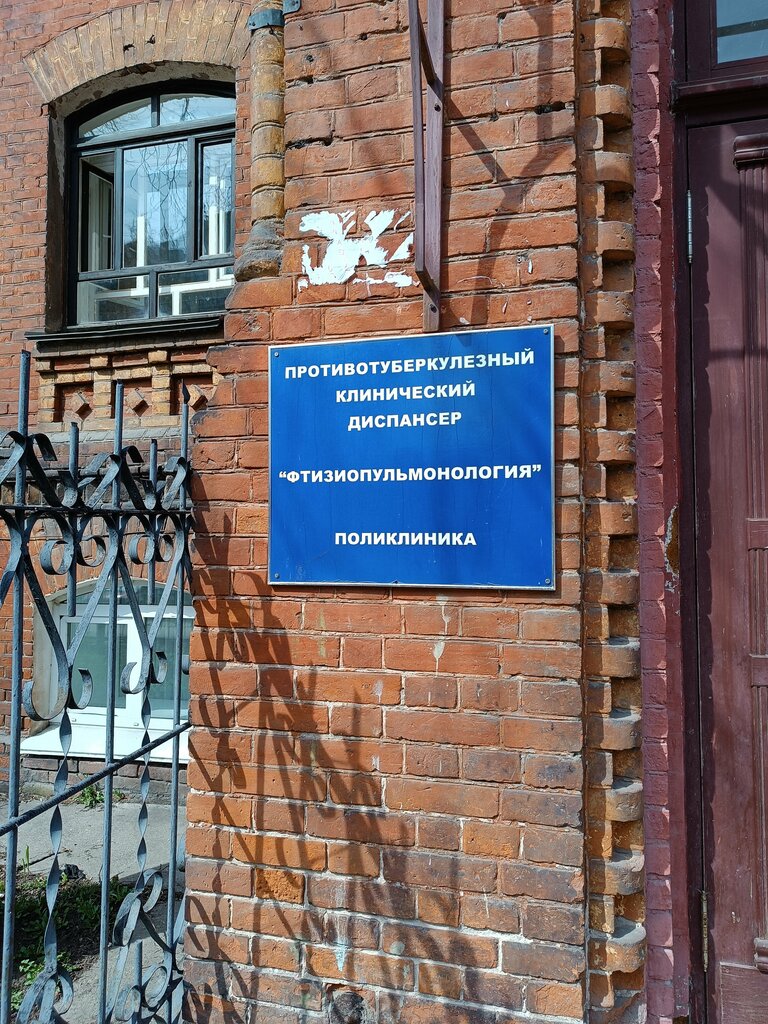 ПРОТИВОТУБЕРКУЛЕЗНЫЙ
КЛИНИЧЕСКИЙ
ДИСПАНСЕР
“ФТИЗИОПУЛЬМОНОЛОГИЯ”
ПОЛИКЛИНИКА